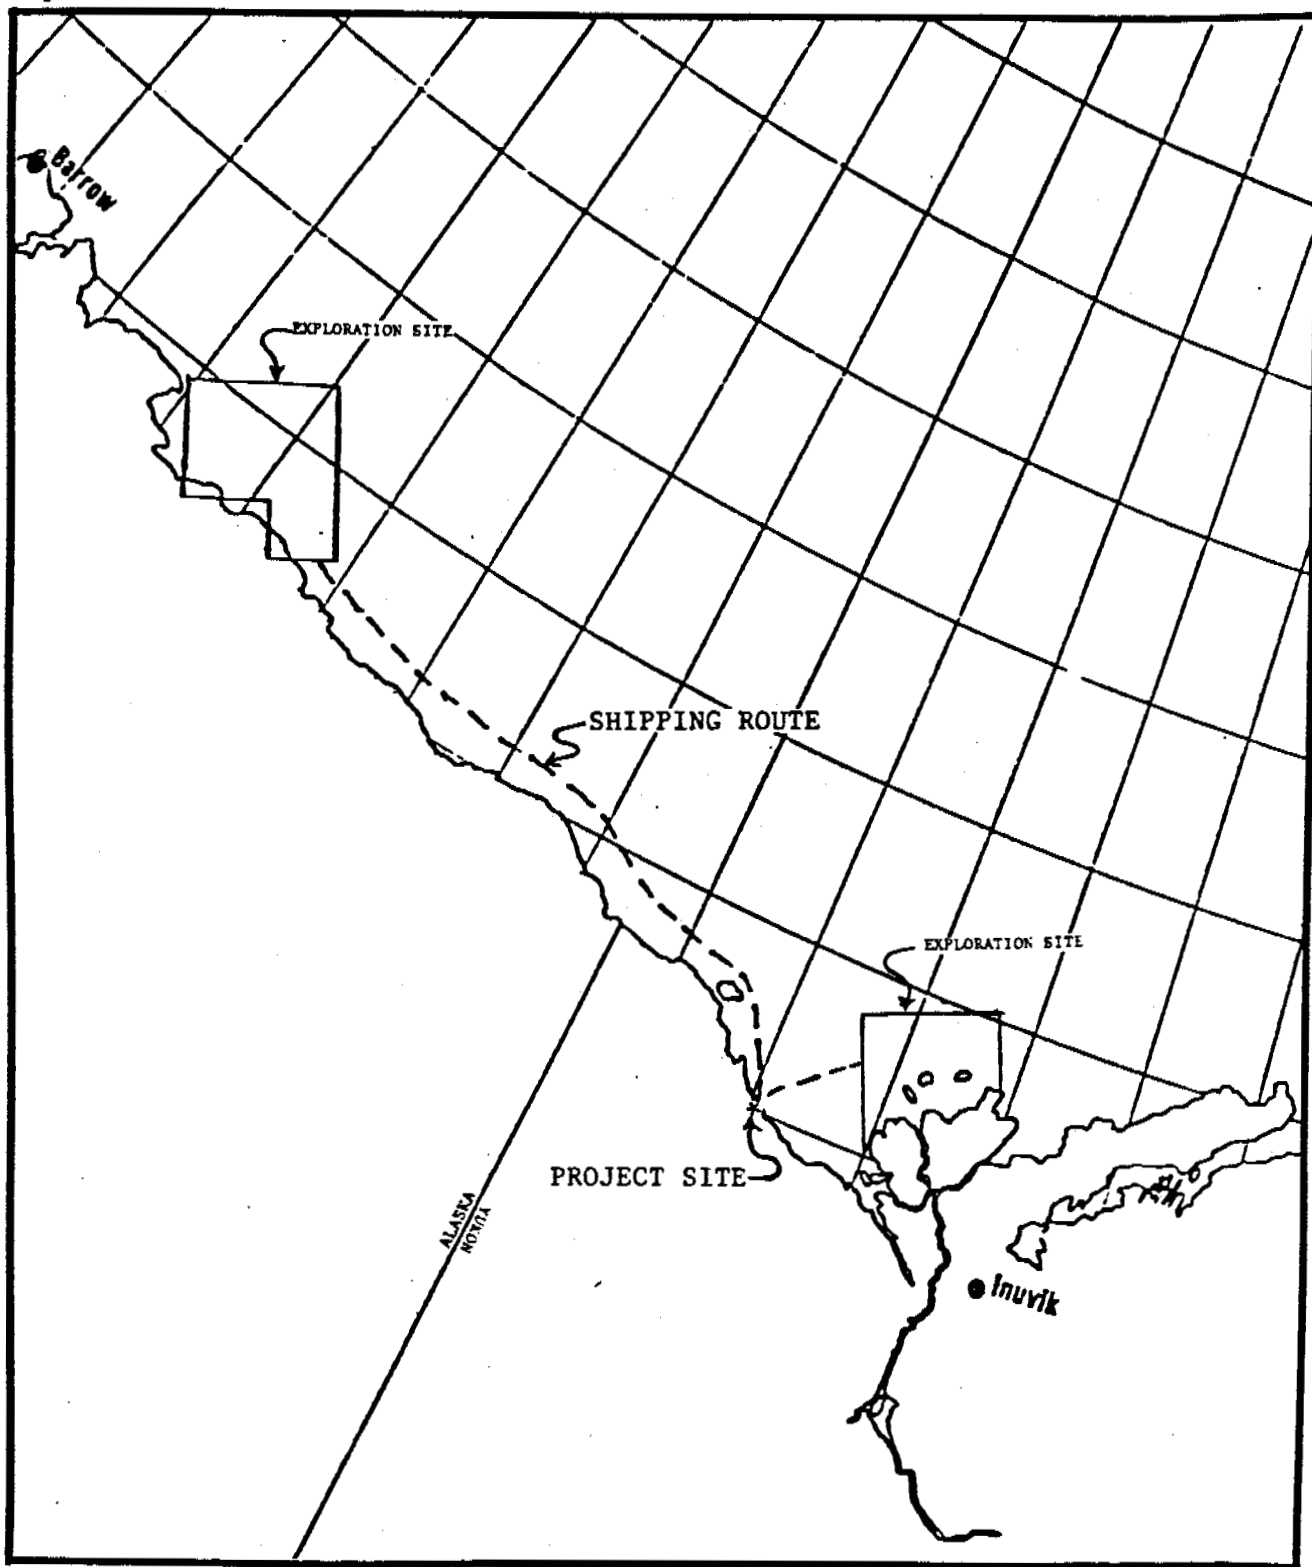 Barrow
EXPLORATION SITE
SHIPPING ROUTE
EXPLORATION SITE
PROJECT SITE
ALASKA
YUKON
Inuvik